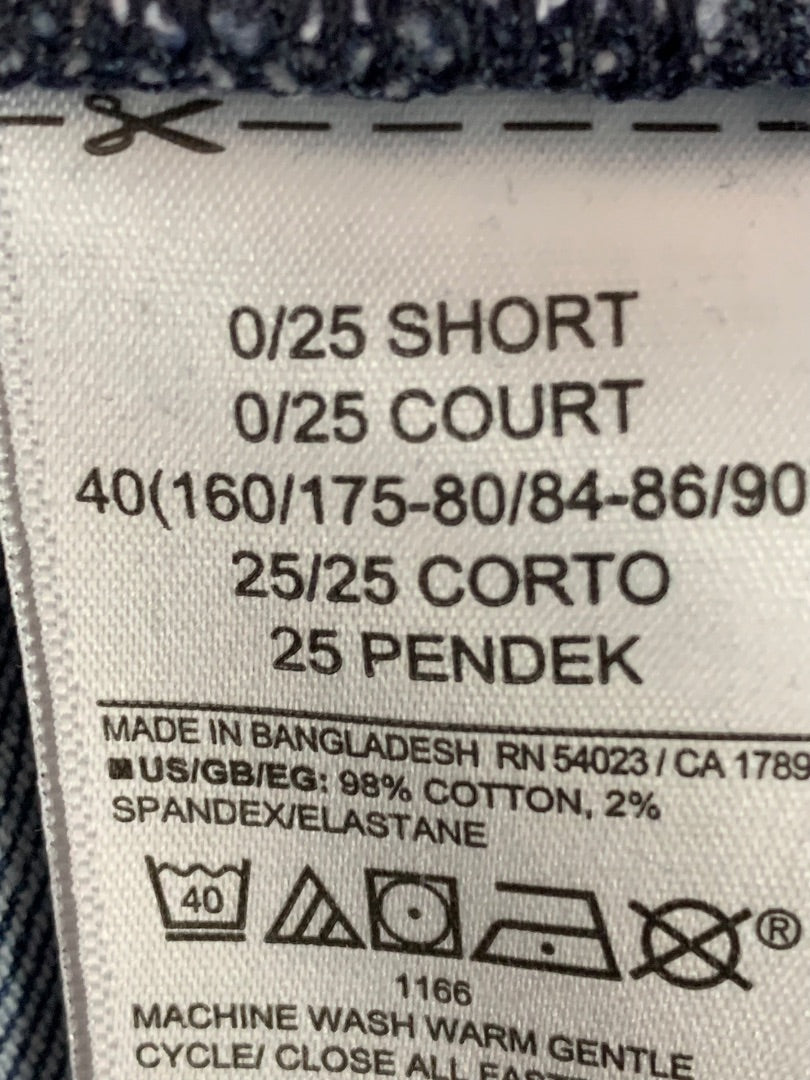 0/25 SHORT
0/25 COURT
40(160/175-80/84-86/90
25/25 CORTO
25 PENDEK
MADE IN BANGLADESH RN 54023 / CA 1789
US/GB/EG: 98% COTTON, 2%
SPANDEX/ELASTANE
40
®
1166
MACHINE WASH WARM GENTLE
CYCLE/ CLOSE ALL